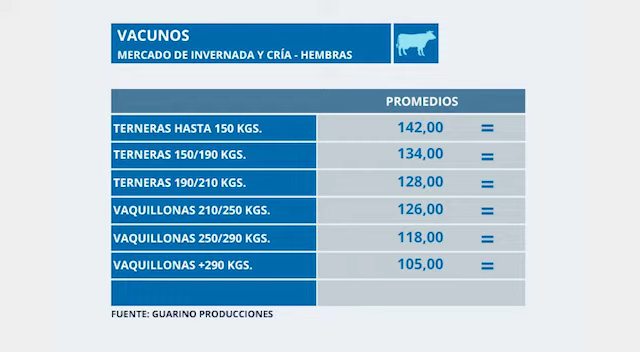 VACUNOS
MERCADO DE INVERNADA Y CRÍA - HEMBRAS
PROMEDIOS
TERNERAS HASTA 150 KGS. 142,00 =
TERNERAS 150/190 KGS. 134,00 =
TERNERAS 190/210 KGS. 128,00 =
VAQUILLONAS 210/250 KGS. 126,00 =
VAQUILLONAS 250/290 KGS. 118,00 =
VAQUILLONAS +290 KGS. 105,00 =
FUENTE: GUARINO PRODUCCIONES